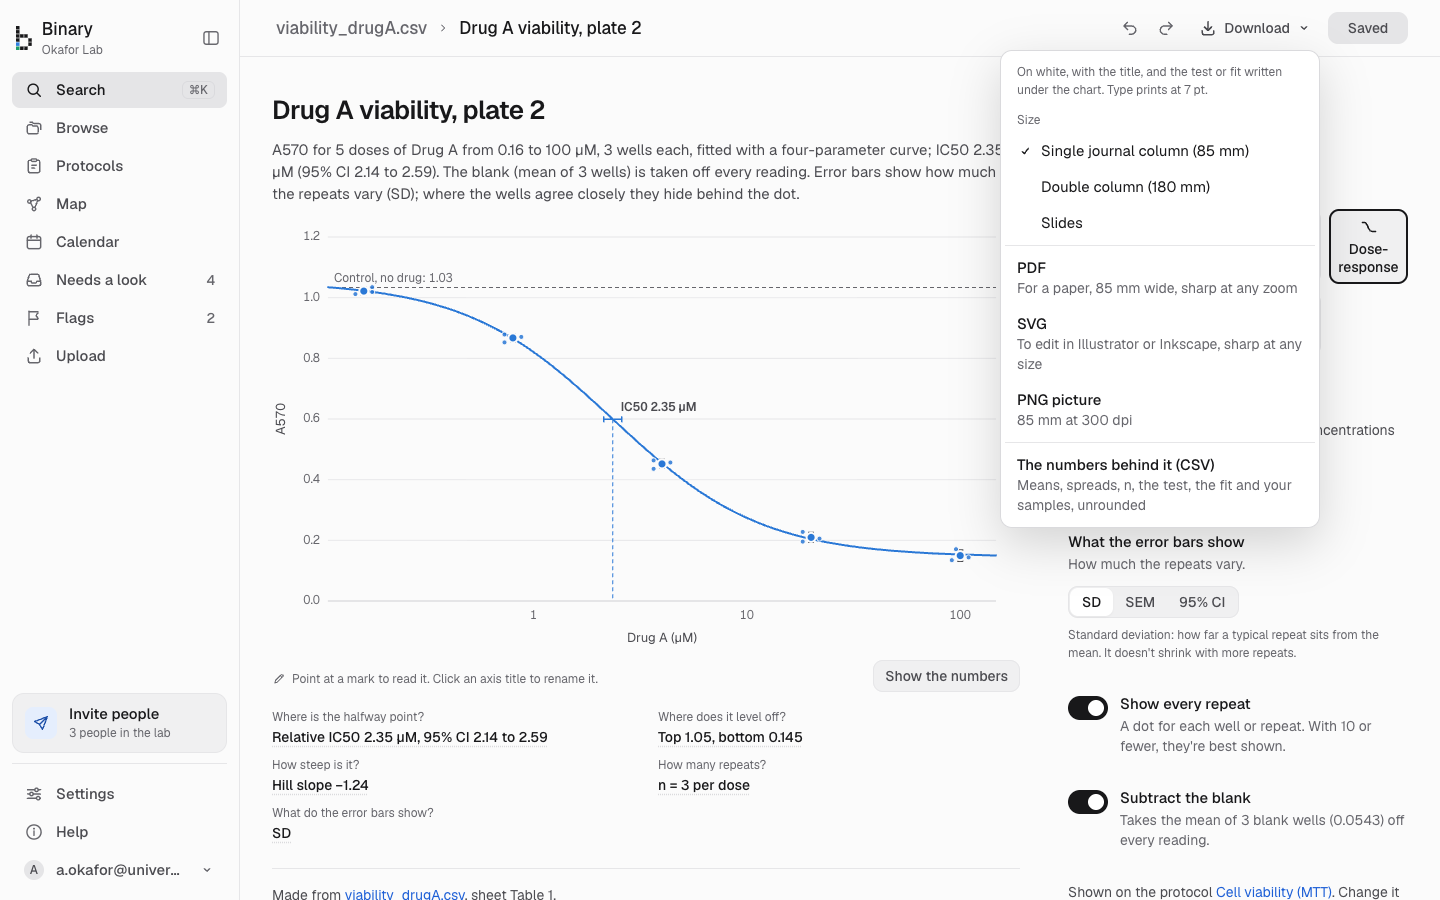 Binary
Okafor Lab
Search
⌘K
Browse
Protocols
Map
Calendar
Needs a look
4
Flags
2
Upload
Invite people
3 people in the lab
Settings
Help
A
a.okafor@univer...
viability_drugA.csv
Drug A viability, plate 2
Download
Saved
Drug A viability, plate 2
A570 for 5 doses of Drug A from 0.16 to 100 µM, 3 wells each, fitted with a four-parameter curve; IC50 2.35
µM (95% CI 2.14 to 2.59). The blank (mean of 3 wells) is taken off every reading. Error bars show how much
the repeats vary (SD); where the wells agree closely they hide behind the dot.
1.2
1.0
0.8
0.6
0.4
0.2
0.0
A570
Control, no drug: 1.03
IC50 2.35 µM
1
10
100
Drug A (µM)
Point at a mark to read it. Click an axis title to rename it.
Show the numbers
Where is the halfway point?
Relative IC50 2.35 µM, 95% CI 2.14 to 2.59
Where does it level off?
Top 1.05, bottom 0.145
How steep is it?
Hill slope −1.24
How many repeats?
n = 3 per dose
What do the error bars show?
SD
Made from viability_drugA.csv, sheet Table 1.
On white, with the title, and the test or fit written
under the chart. Type prints at 7 pt.
Size
Single journal column (85 mm)
Double column (180 mm)
Slides
PDF
For a paper, 85 mm wide, sharp at any zoom
SVG
To edit in Illustrator or Inkscape, sharp at any
size
PNG picture
85 mm at 300 dpi
The numbers behind it (CSV)
Means, spreads, n, the test, the fit and your
samples, unrounded
Dose-
response
What the error bars show
How much the repeats vary.
SD
SEM
95% CI
Standard deviation: how far a typical repeat sits from the
mean. It doesn't shrink with more repeats.
Show every repeat
A dot for each well or repeat. With 10 or
fewer, they're best shown.
Subtract the blank
Takes the mean of 3 blank wells (0.0543) off
every reading.
Shown on the protocol Cell viability (MTT). Change it